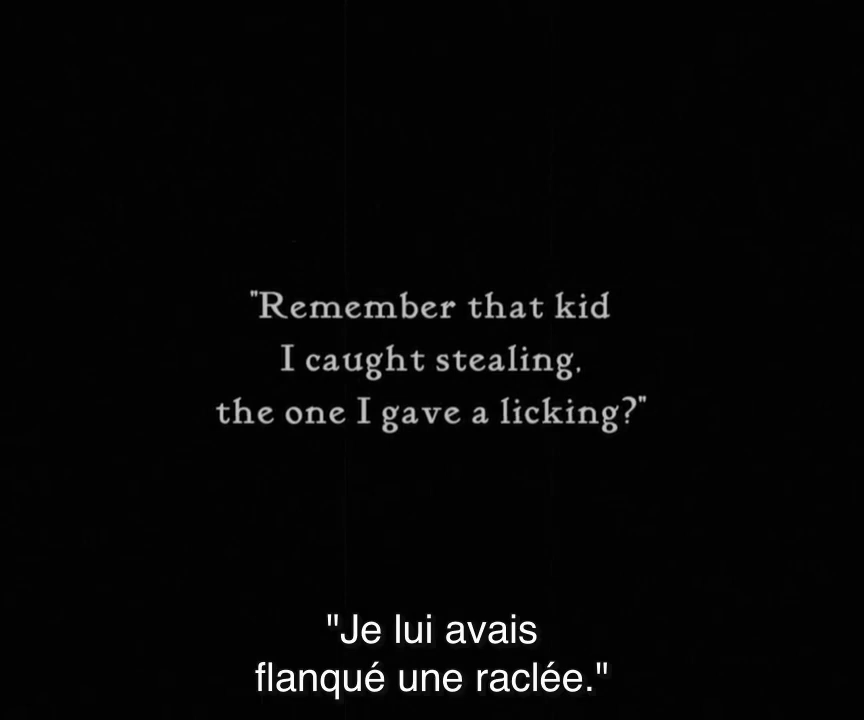 "Remember that kid
I caught stealing,
the one I gave a licking?"
"Je lui avais
flanqué une raclée."